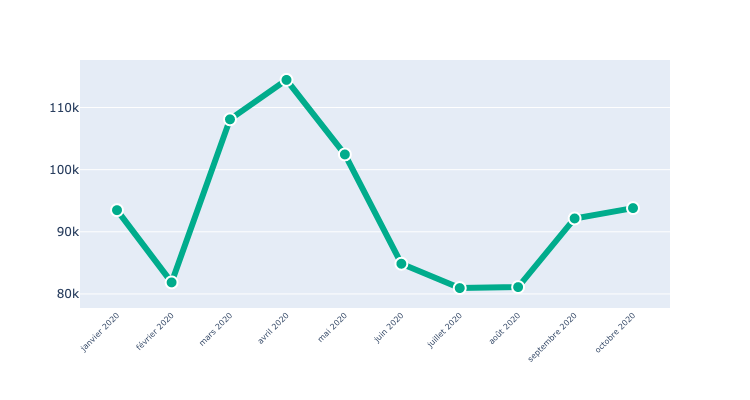 110k
100k
90k
80k
janvier 2020
février 2020
mars 2020
avril 2020
mai 2020
juin 2020
juillet 2020
août 2020
septembre 2020
octobre 2020